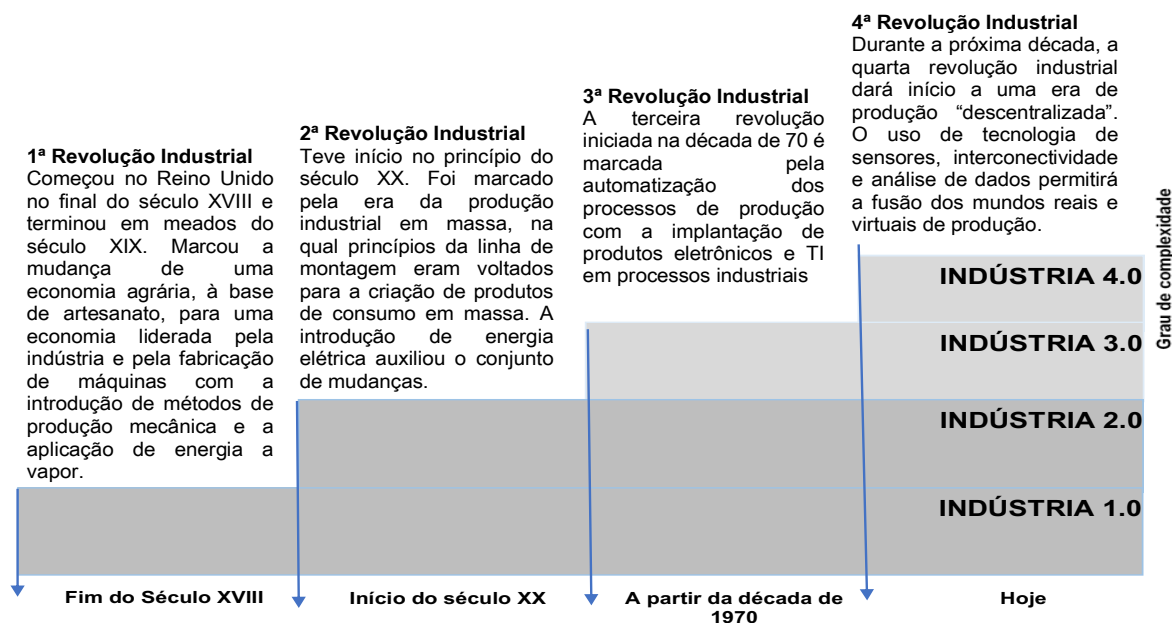 1ª Revolução Industrial
Começou no Reino Unido
no final do século XVIII e
terminou em meados do
século XIX. Marcou a
mudança de uma
economia agrária, à base
de artesanato, para uma
economia liderada pela
indústria e pela fabricação
de máquinas com a
introdução de métodos de
produção mecânica e a
aplicação de energia a
vapor.
2ª Revolução Industrial
Teve início no princípio do
século XX. Foi marcado
pela era da produção
industrial em massa, na
qual princípios da linha de
montagem eram voltados
para a criação de produtos
de consumo em massa. A
introdução de energia
elétrica auxiliou o conjunto
de mudanças.
3ª Revolução Industrial
A terceira revolução
iniciada na década de 70 é
marcada pela
automatização dos
processos de produção
com a implantação de
produtos eletrônicos e TI
em processos industriais
4ª Revolução Industrial
Durante a próxima década, a
quarta revolução industrial
dará início a uma era de
produção “descentralizada”.
O uso de tecnologia de
sensores, interconectividade
e análise de dados permitirá
a fusão dos mundos reais e
virtuais de produção.
INDÚSTRIA 4.0
INDÚSTRIA 3.0
INDÚSTRIA 2.0
INDÚSTRIA 1.0
Grau de complexidade
Fim do Século XVIII
Início do século XX
A partir da década de
1970
Hoje